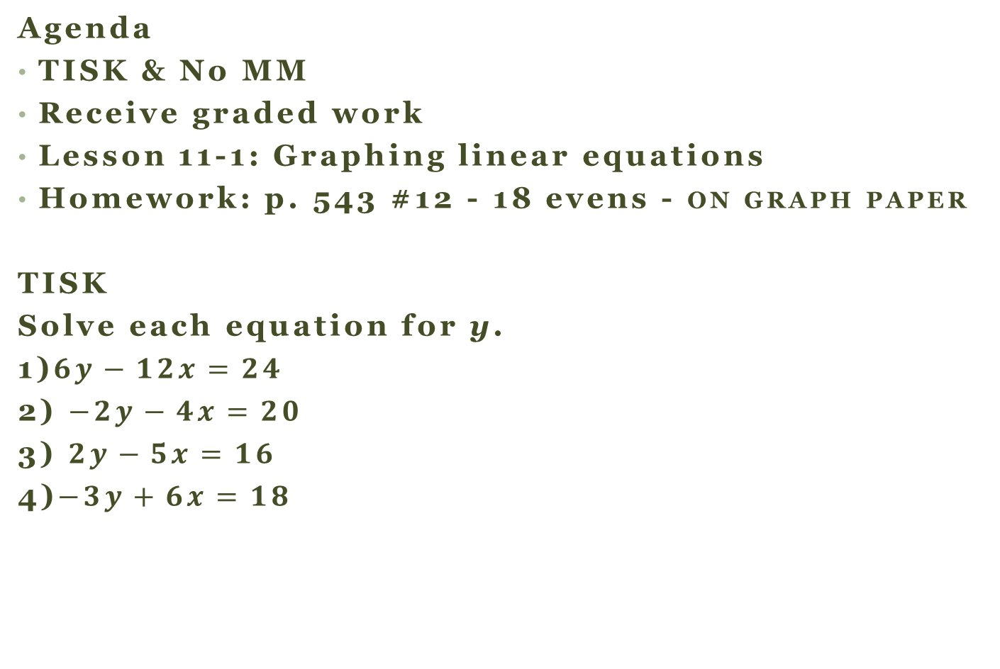 Agenda
• TISK & No MM
• Receive graded work
• Lesson 11-1: Graphing linear equations
• Homework: p. 543 #12 - 18 evens - ON GRAPH PAPER
TISK
Solve each equation for y.
1)6y − 12x = 24
2) −2y − 4x = 20
3) 2y − 5x = 16
4)−3y + 6x = 18